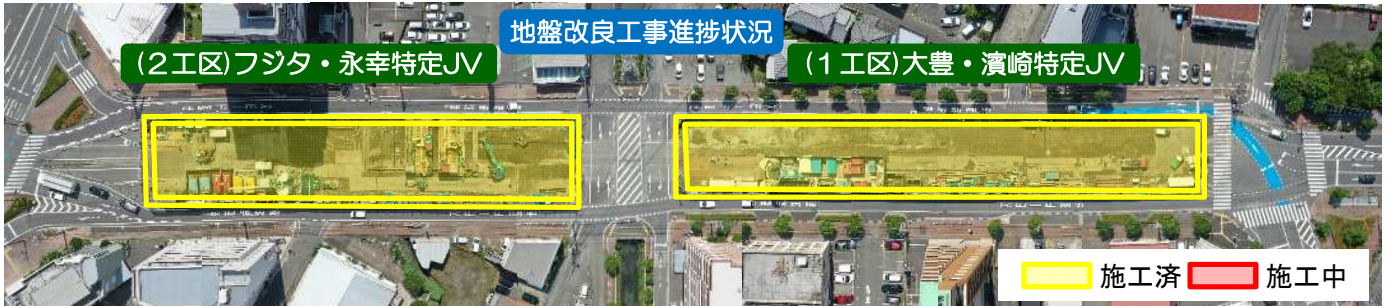 地盤改良工事進捗状況
(２工区)フジタ・永幸特定JV
(１工区)大豊・濱崎特定JV
施工済
施工中